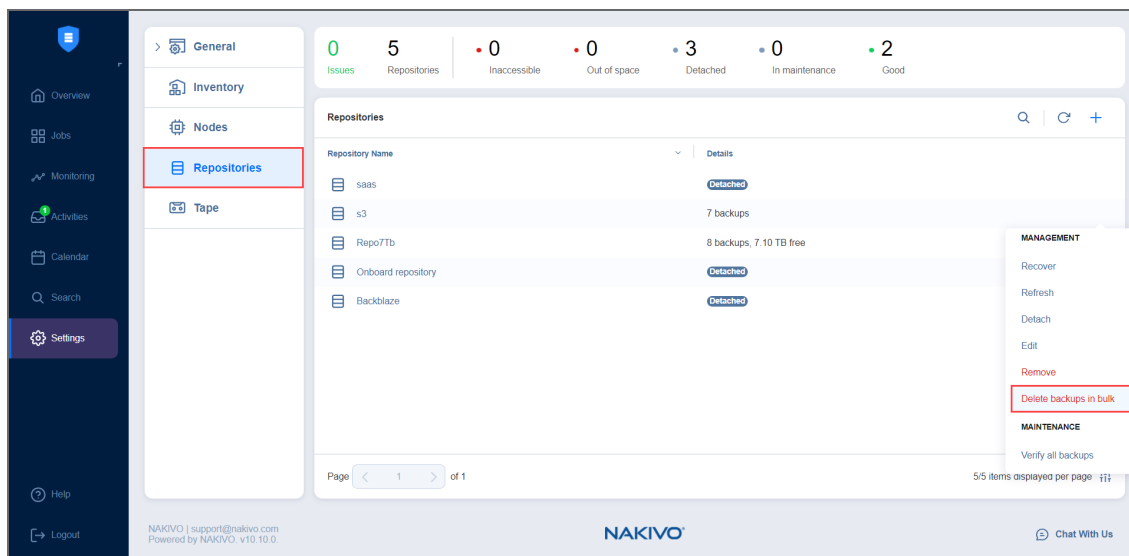 Overview
Jobs
Monitoring
1
Activities
Calendar
Search
Settings
Help
Logout
General
Inventory
Nodes
Repositories
Tape
0 5 0 0 3 0 2
Issues Repositories Inaccessible Out of space Detached In maintenance Good
Repositories
Repository Name Details
saas Detached
s3 7 backups
Repo7Tb 8 backups, 7.10 TB free
Onboard repository Detached
Backblaze Detached
MANAGEMENT
Recover
Refresh
Detach
Edit
Remove
Delete backups in bulk
MAINTENANCE
Verify all backups
Page 1 of 1 5/5 items displayed per page
NAKIVO | support@nakivo.com
Powered by NAKIVO. v10.10.0.
NAKIVO®
Chat With Us